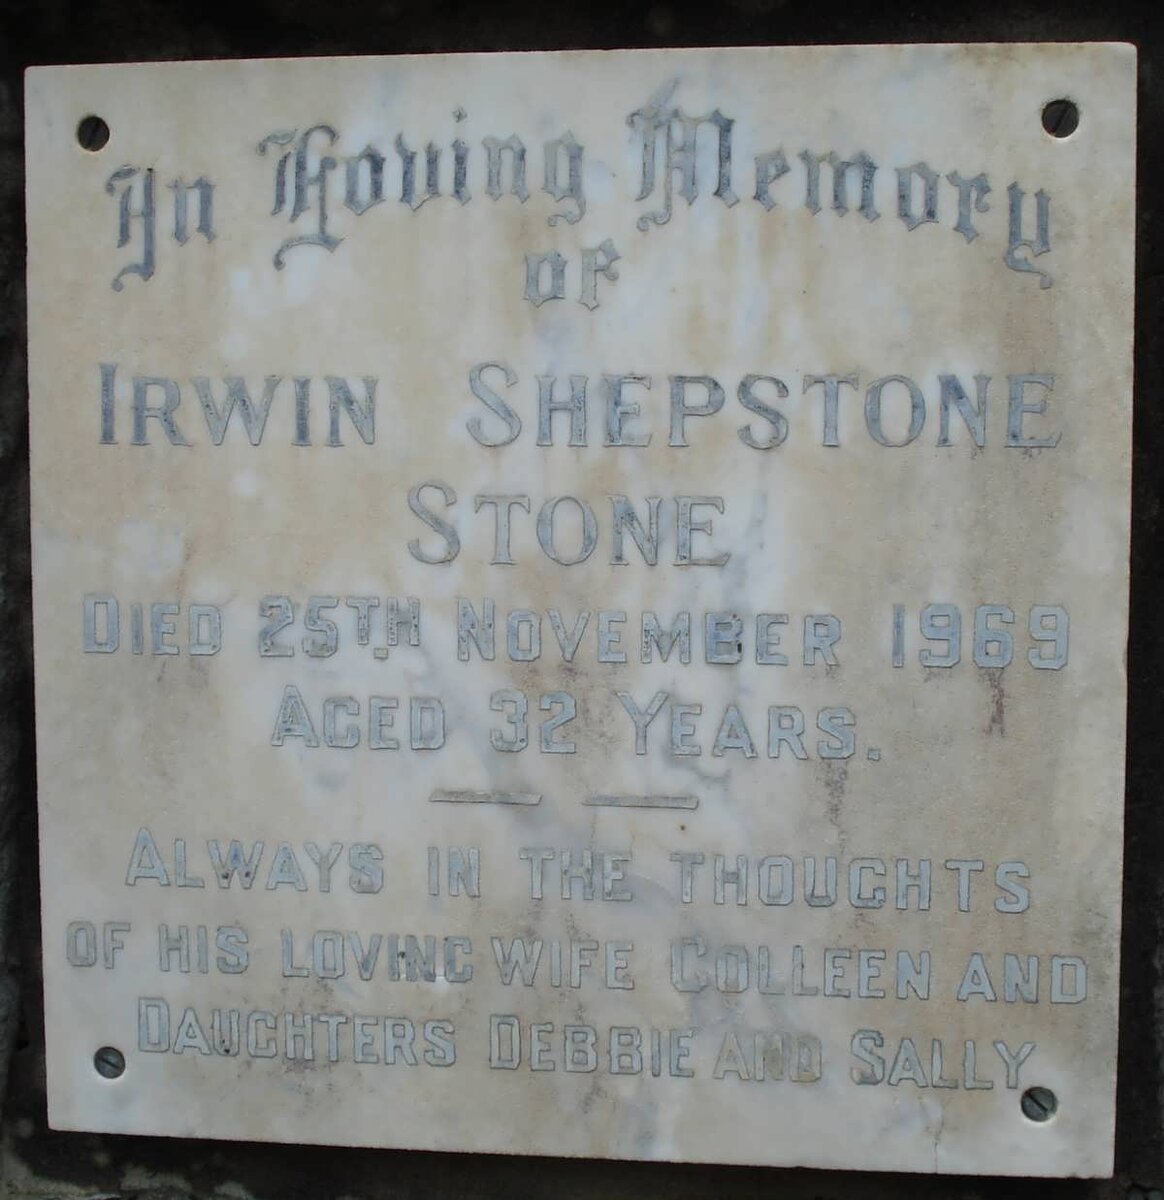 In Loving Memory
of
IRWIN SHEPSTONE
STONE
DIED 25TH NOVEMBER 1969
AGED 32 YEARS.
ALWAYS IN THE THOUGHTS
OF HIS LOVING WIFE COLLEEN AND
DAUGHTERS DEBBIE AND SALLY